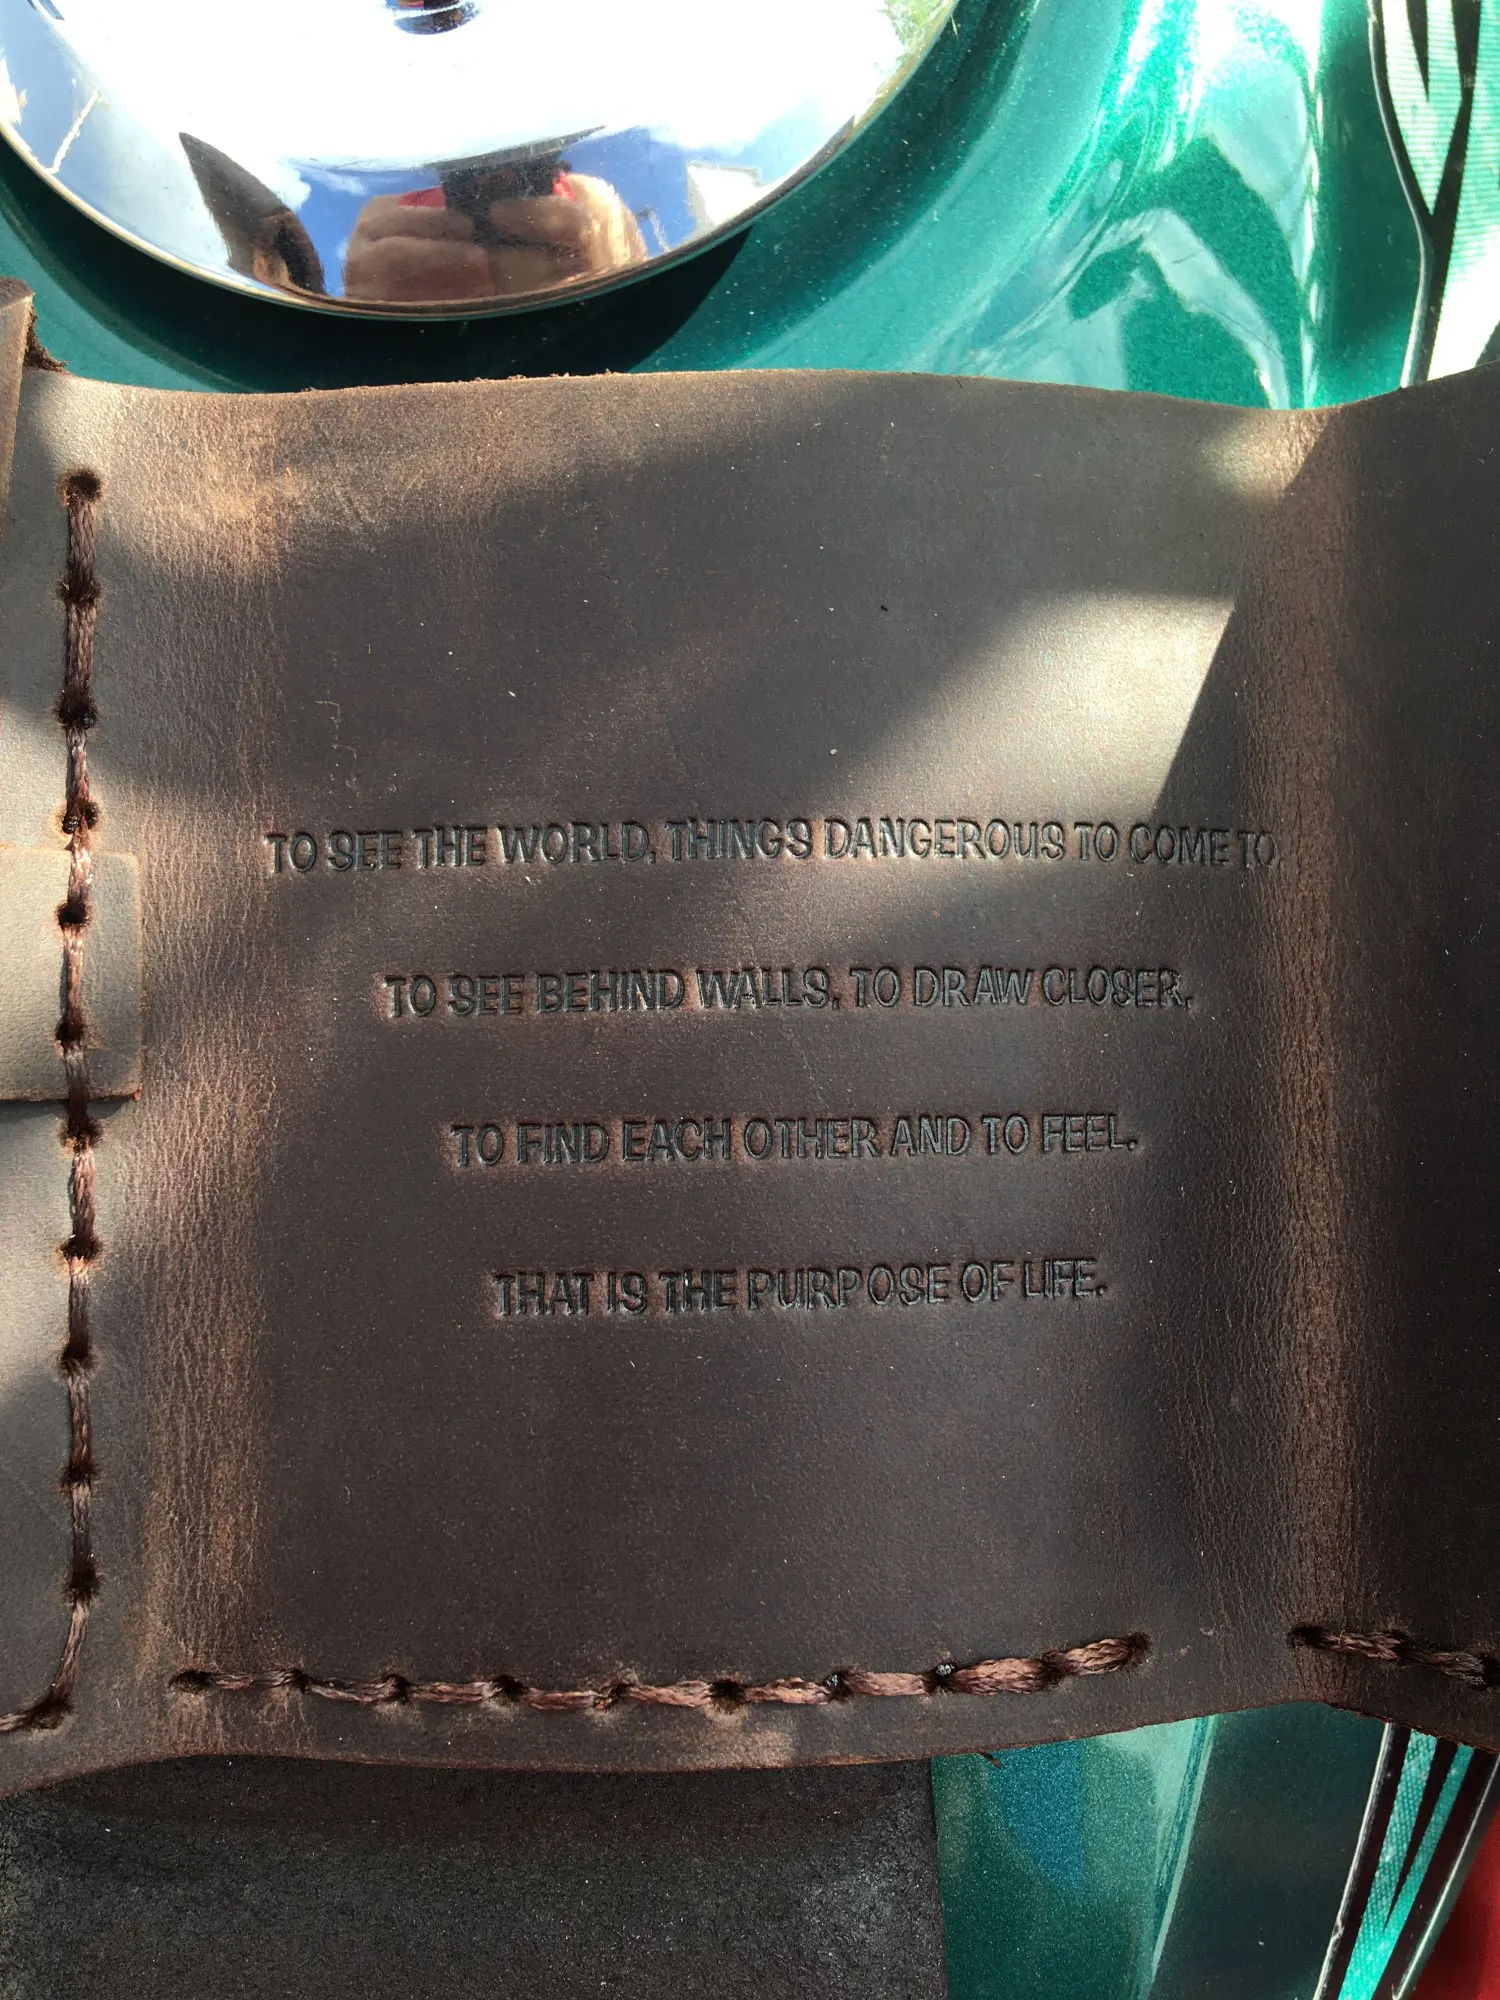 TO SEE THE WORLD, THINGS DANGEROUS TO COME TO,
TO SEE BEHIND WALLS, TO DRAW CLOSER,
TO FIND EACH OTHER AND TO FEEL.
THAT IS THE PURPOSE OF LIFE.